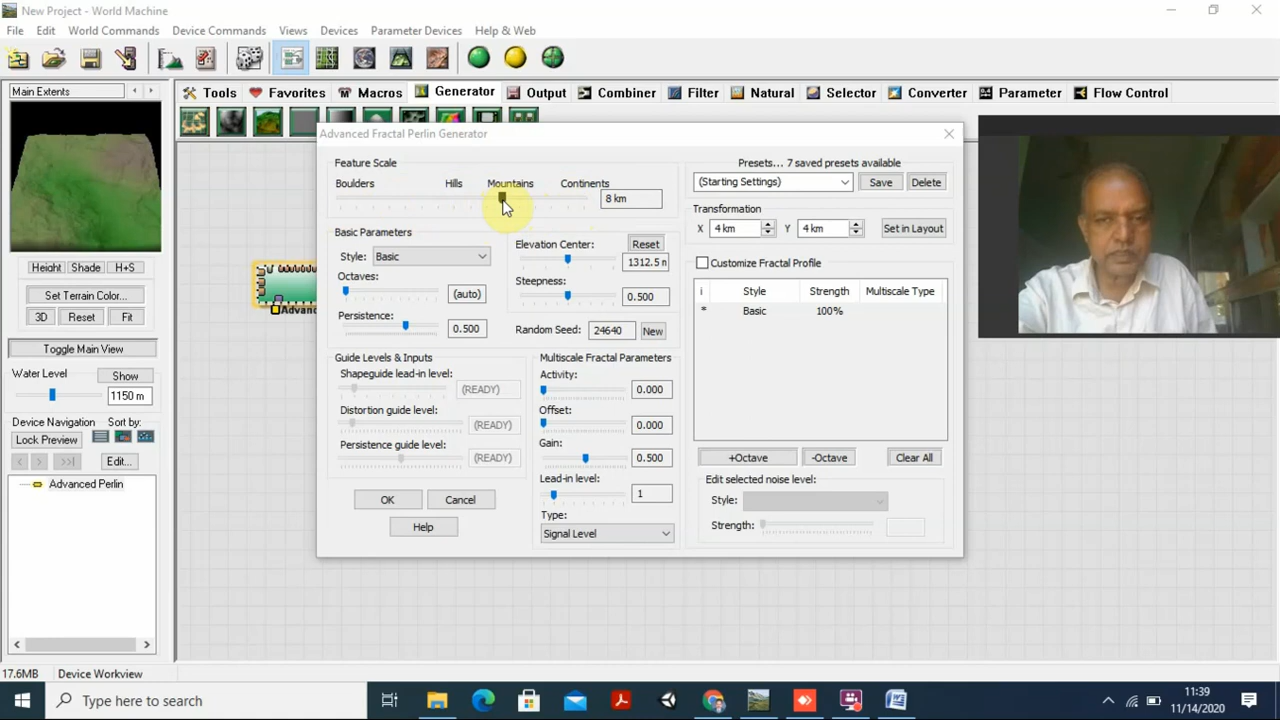 New Project - World Machine
File Edit World Commands Device Commands Views Devices Parameter Devices Help & Web
Main Extents
Tools Favorites Macros Generator Output Combiner Filter Natural Selector Converter Parameter Flow Control
Advanced Fractal Perlin Generator
Feature Scale
Boulders Hills Mountains Continents
8 km
Presets... 7 saved presets available
(Starting Settings) Save Delete
Transformation
X 4 km Y 4 km Set in Layout
Basic Parameters
Style: Basic
Octaves:
(auto)
Persistence:
0.500
Elevation Center: Reset
1312.5 m
Steepness:
0.500
Random Seed: 24640 New
Customize Fractal Profile
i Style Strength Multiscale Type
* Basic 100%
Guide Levels & Inputs
Shapeguide lead-in level:
(READY)
Distortion guide level:
(READY)
Persistence guide level:
(READY)
Multiscale Fractal Parameters
Activity:
0.000
Offset:
0.000
Gain:
0.500
Lead-in level:
1
Type:
Signal Level
+Octave -Octave Clear All
Edit selected noise level:
Style:
Strength:
OK Cancel
Help
Height Shade H+S
Set Terrain Color...
3D Reset Fit
Toggle Main View
Water Level Show
1150 m
Device Navigation Sort by:
Lock Preview
< > >>| Edit...
Advanced Perlin
Advanc
17.6MB Device Workview
Type here to search
11:39
11/14/2020